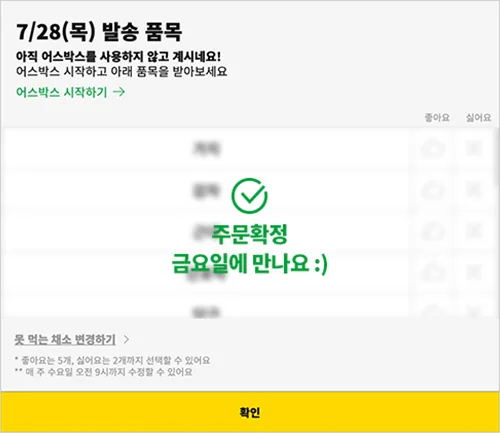 7/28(목) 발송 품목
아직 어스박스를 사용하지 않고 계시네요!
어스박스 시작하고 아래 품목을 받아보세요
어스박스 시작하기 →
좋아요 싫어요
주문확정
금요일에 만나요 :)
못 먹는 채소 변경하기 >
* 좋아요는 5개, 싫어요는 2개까지 선택할 수 있어요
** 매 주 수요일 오전 9시까지 수정할 수 있어요
확인